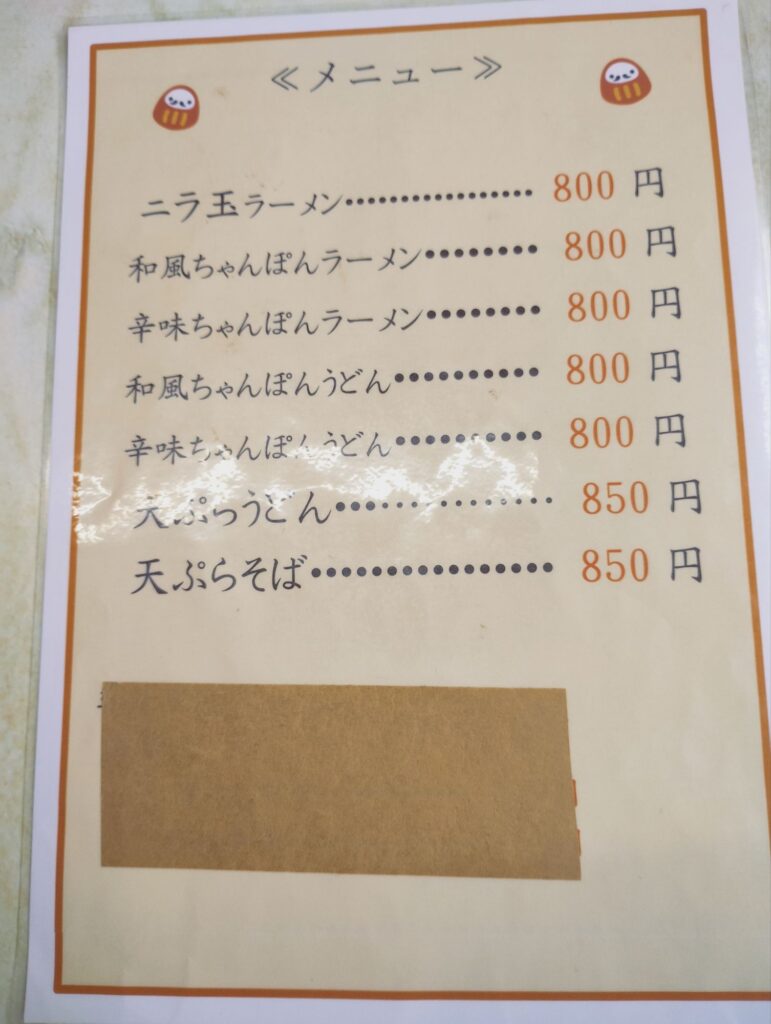 ≪メニュー≫
ニラ玉ラーメン・・・・・・・・・・・・・・・・・・ 800 円
和風ちゃんぽんラーメン・・・・・・・・ 800 円
辛味ちゃんぽんラーメン・・・・・・・・ 800 円
和風ちゃんぽんうどん・・・・・・・・・・ 800 円
辛味ちゃんぽんうどん・・・・・・・・・・ 800 円
天ぷらうどん・・・・・・・・・・・・・ 850 円
天ぷらそば・・・・・・・・・・・・・・ 850 円